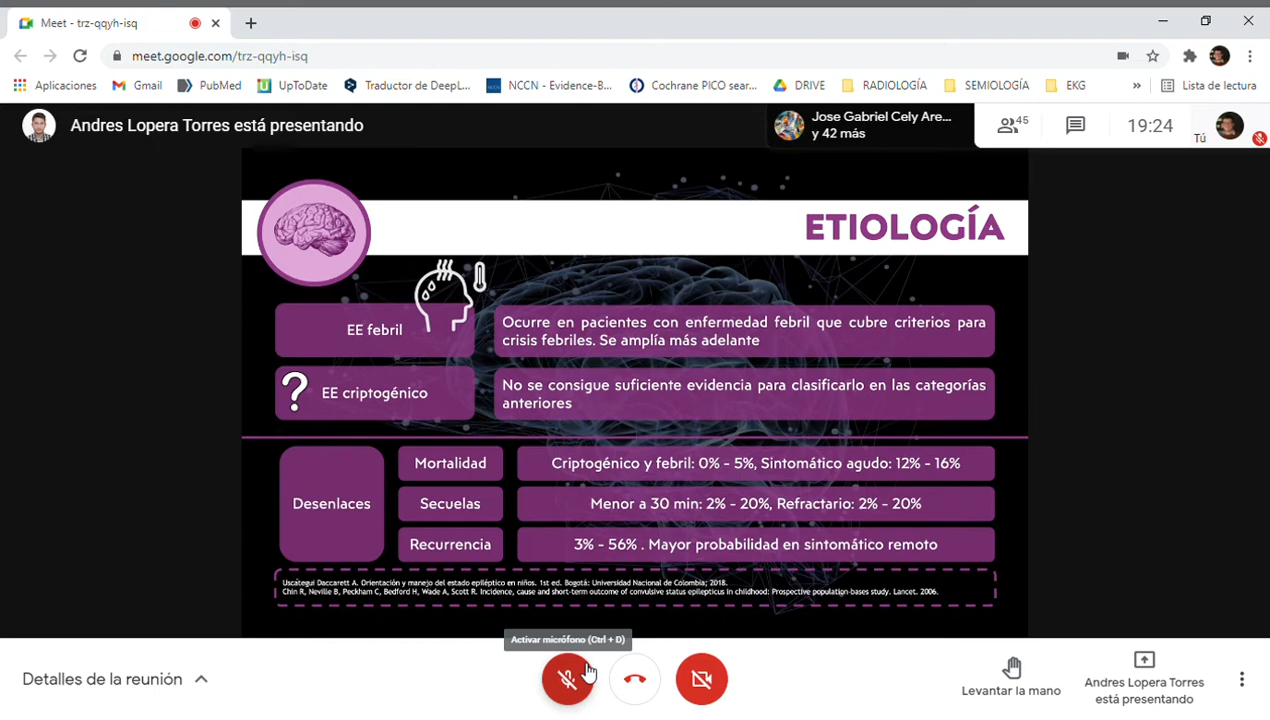 Meet - trz-qqyh-isq
meet.google.com/trz-qqyh-isq
Aplicaciones
Gmail
PubMed
UpToDate
Traductor de DeepL...
NCCN - Evidence-B...
Cochrane PICO sear...
DRIVE
RADIOLOGÍA
SEMIOLOGÍA
EKG
»
Lista de lectura
Andres Lopera Torres está presentando
Jose Gabriel Cely Are...
y 42 más
45
19:24
Tú
ETIOLOGÍA
EE febril
Ocurre en pacientes con enfermedad febril que cubre criterios para
crisis febriles. Se amplía más adelante
? EE criptogénico
No se consigue suficiente evidencia para clasificarlo en las categorías
anteriores
Desenlaces
Mortalidad
Criptogénico y febril: 0% - 5%, Sintomático agudo: 12% - 16%
Secuelas
Menor a 30 min: 2% - 20%, Refractario: 2% - 20%
Recurrencia
3% - 56% . Mayor probabilidad en sintomático remoto
Uscátegui Daccarett A. Orientación y manejo del estado epiléptico en niños. 1st ed. Bogotá: Universidad Nacional de Colombia; 2018.
Chin R, Neville B, Peckham C, Bedford H, Wade A, Scott R. Incidence, cause and short-term outcome of convulsive status epilepticus in childhood: Prospective population-bases study. Lancet. 2006.
Activar micrófono (Ctrl + D)
Detalles de la reunión
Levantar la mano
Andres Lopera Torres
está presentando